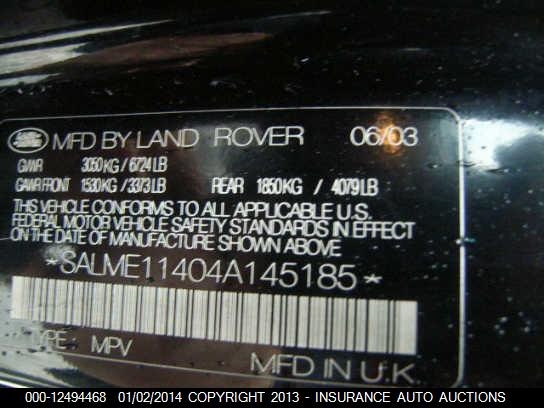 MFD BY LAND ROVER 06/03
GVWR 3050 KG / 6724 LB
GAWR FRONT 1530 KG / 3373 LB REAR 1850 KG / 4079 LB
THIS VEHICLE CONFORMS TO ALL APPLICABLE U.S.
FEDERAL MOTOR VEHICLE SAFETY STANDARDS IN EFFECT
ON THE DATE OF MANUFACTURE SHOWN ABOVE
*SALME11404A145185*
TYPE: MPV
MFD IN U.K.
000-12494468 01/02/2014 COPYRIGHT 2013 - INSURANCE AUTO AUCTIONS